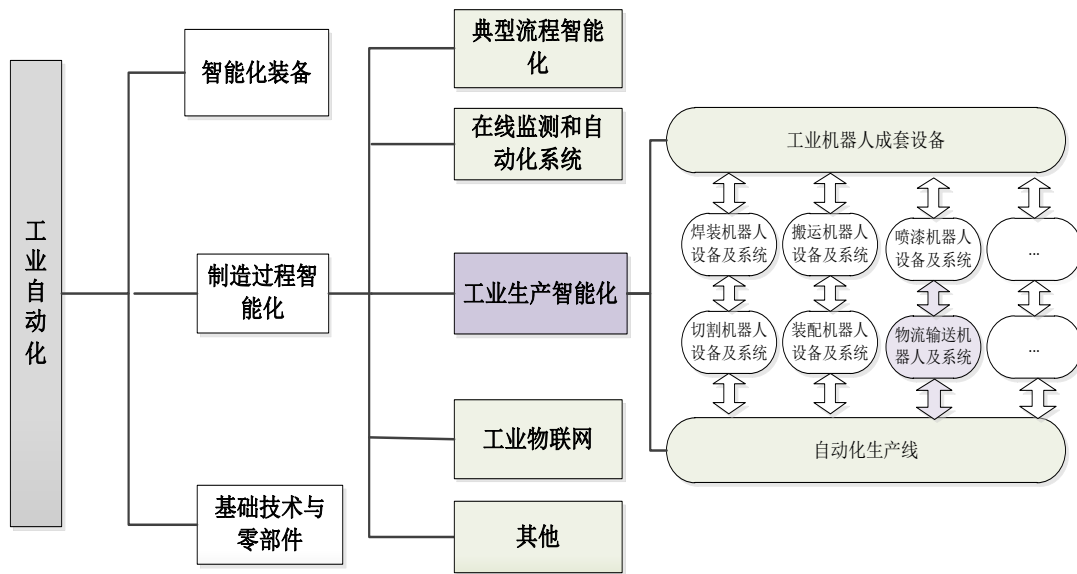 工业自动化
智能化装备
制造过程智
能化
基础技术与
零部件
典型流程智能
化
在线监测和自
动化系统
工业生产智能化
工业物联网
其他
工业机器人成套设备
焊装机器人
设备及系统
搬运机器人
设备及系统
喷漆机器人
设备及系统
...
切割机器人
设备及系统
装配机器人
设备及系统
物流输送机
器人及系统
...
自动化生产线